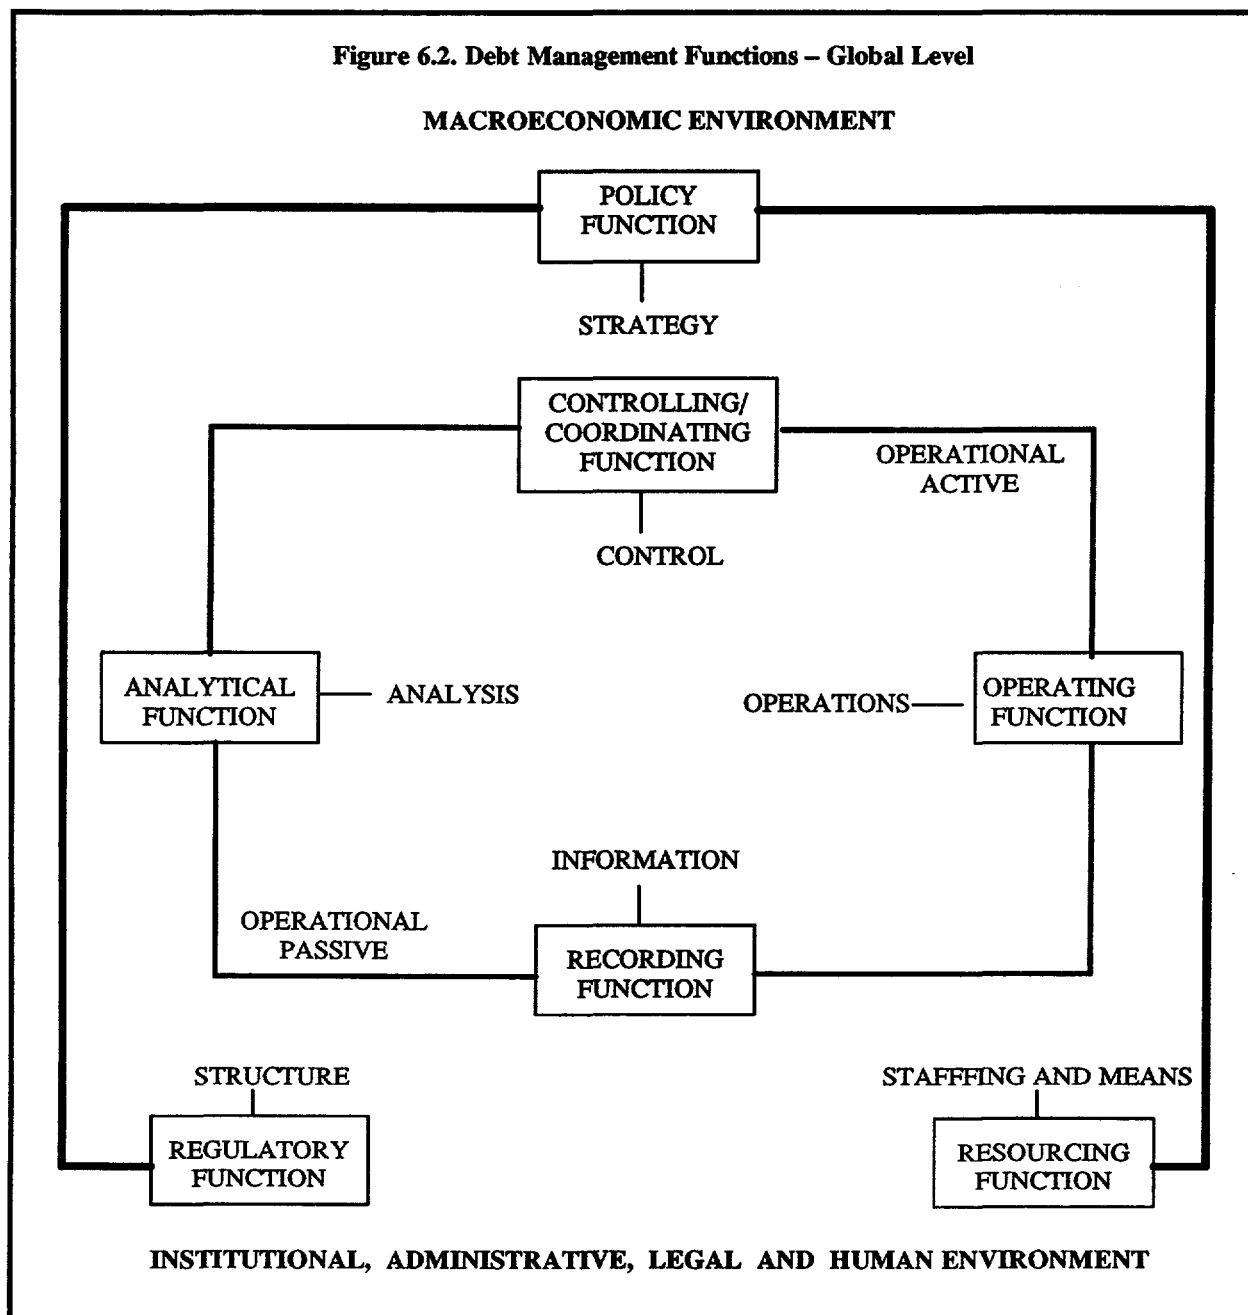 Figure 6.2. Debt Management Functions – Global Level
MACROECONOMIC ENVIRONMENT
POLICY
FUNCTION
STRATEGY
CONTROLLING/
COORDINATING
FUNCTION
OPERATIONAL
ACTIVE
CONTROL
ANALYTICAL
FUNCTION
ANALYSIS
OPERATIONS
OPERATING
FUNCTION
INFORMATION
OPERATIONAL
PASSIVE
RECORDING
FUNCTION
STRUCTURE
REGULATORY
FUNCTION
STAFFFING AND MEANS
RESOURCING
FUNCTION
INSTITUTIONAL, ADMINISTRATIVE, LEGAL AND HUMAN ENVIRONMENT